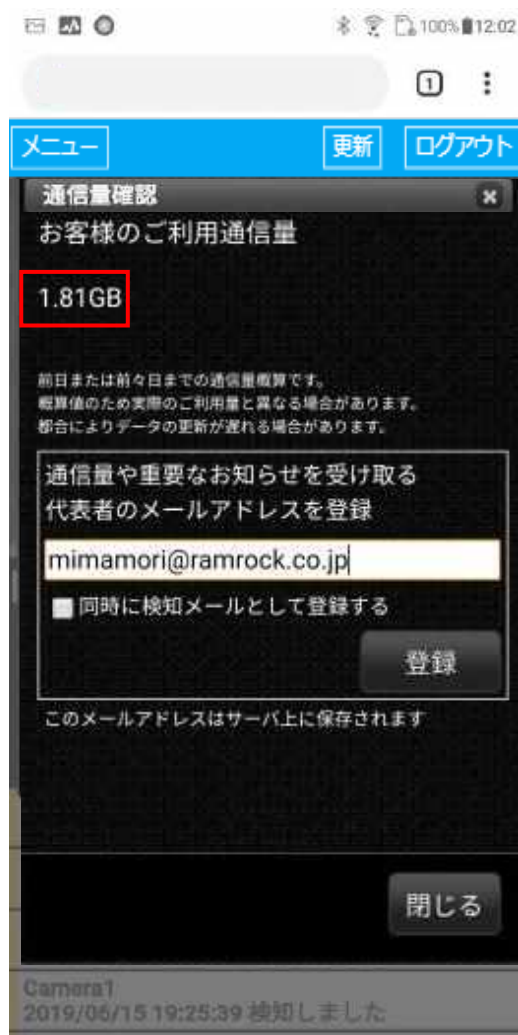 100% 12:02
1
メニュー 更新 ログアウト
通信量確認
お客様のご利用通信量
1.81GB
前日または前々日までの通信量概算です。
概算値のため実際のご利用量と異なる場合があります。
都合によりデータの更新が遅れる場合があります。
通信量や重要なお知らせを受け取る
代表者のメールアドレスを登録
mimamori@ramrock.co.jp
同時に検知メールとして登録する
登録
このメールアドレスはサーバ上に保存されます
閉じる
Camera1
2019/06/15 19:25:39 検知しました